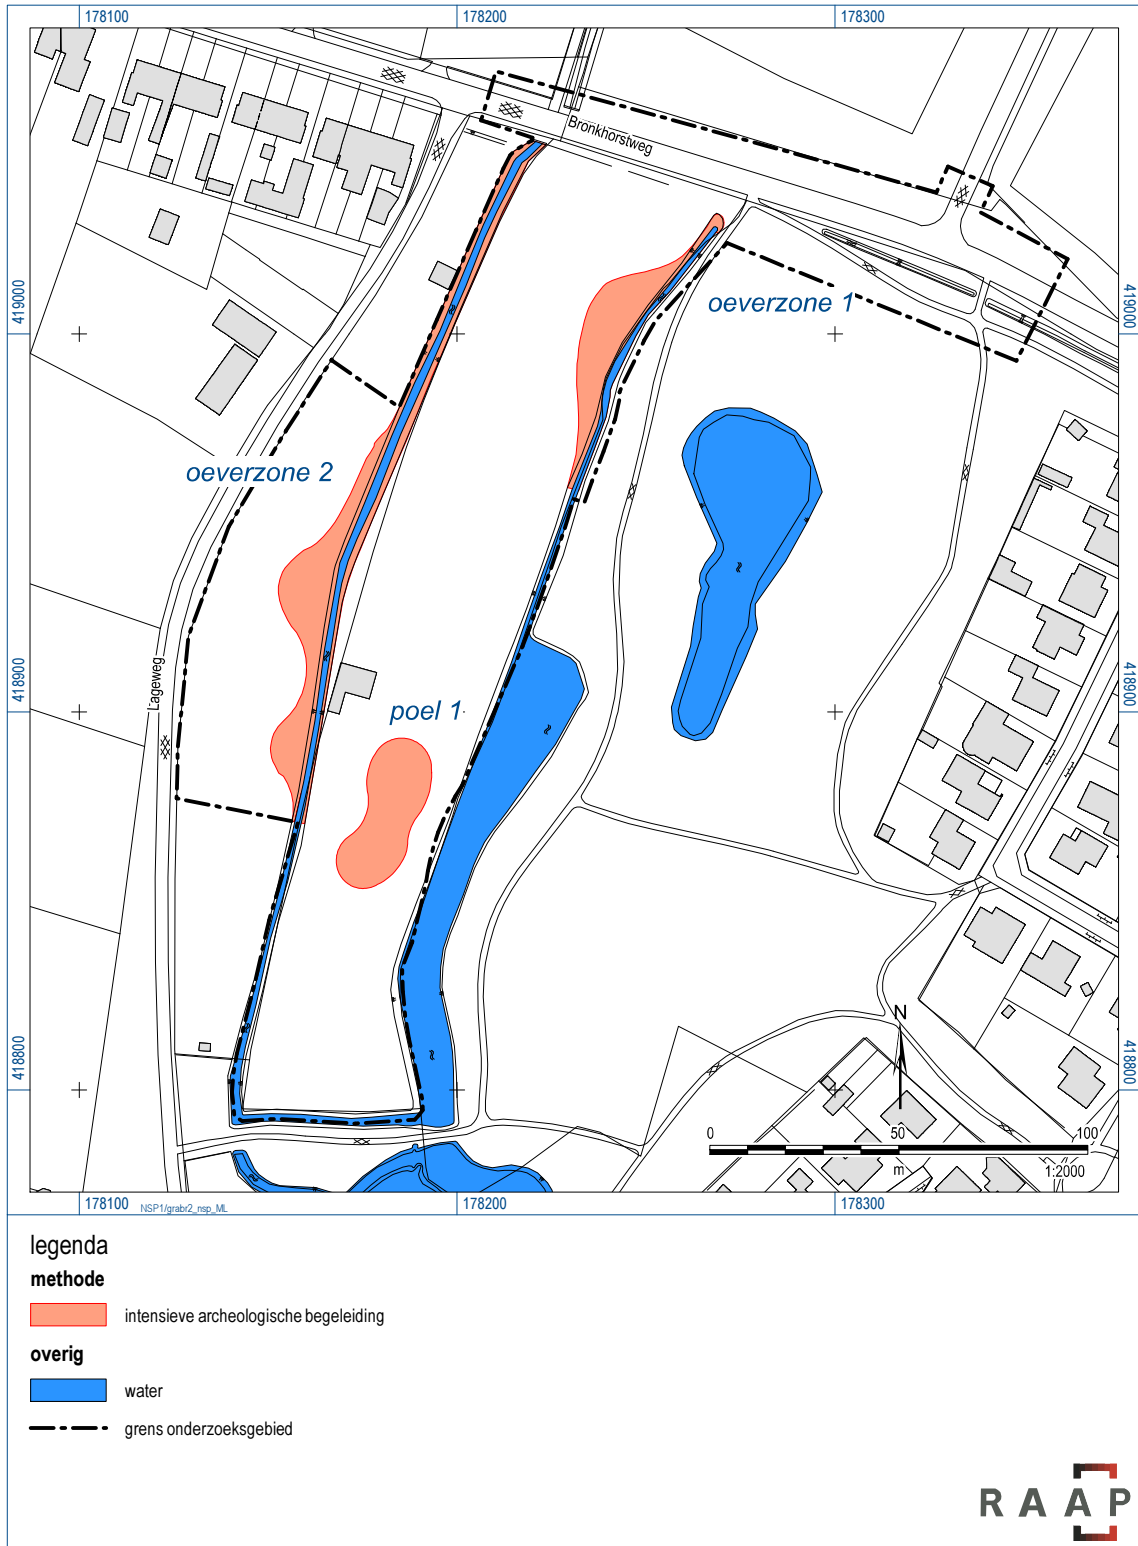 178100 178200 178300
Bronkhorstweg
419000 419000
oeverzone 1
oeverzone 2
Lageweg
418900 418900
poel 1
418800 418800
N
0 50 100
m 1:2000
178100 NSP1/grabr2_nsp_ML 178200 178300
legenda
methode
intensieve archeologische begeleiding
overig
water
grens onderzoeksgebied
RAAP